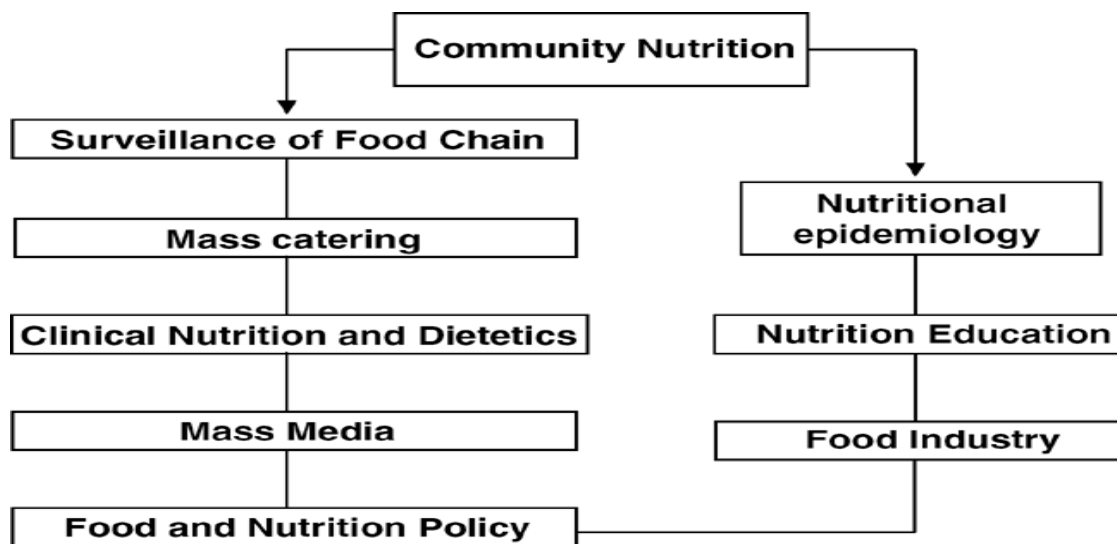 Community Nutrition
Surveillance of Food Chain
Mass catering
Clinical Nutrition and Dietetics
Mass Media
Food and Nutrition Policy
Nutritional
epidemiology
Nutrition Education
Food Industry